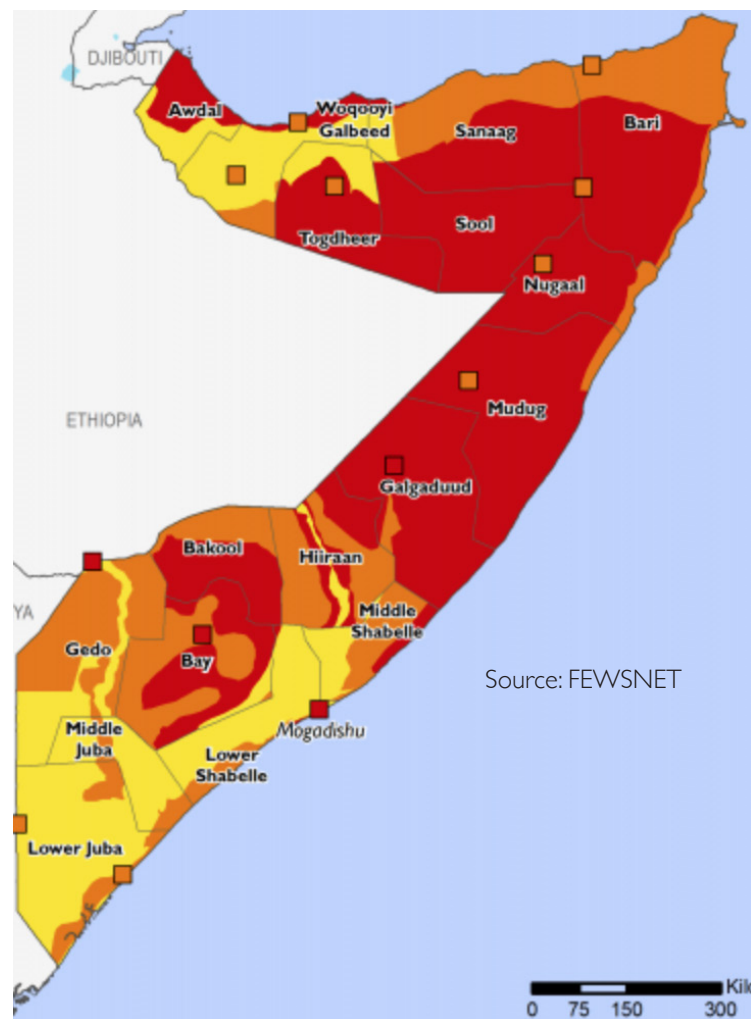 DJIBOUTI
Awdal
Woqooyi
Galbeed
Sanaag
Bari
Togdheer
Sool
Nugaal
ETHIOPIA
Mudug
Galgaduud
Bakool
Hiiraan
YA
Middle
Shabelle
Gedo
Bay
Source: FEWSNET
Middle
Juba
Mogadishu
Lower
Shabelle
Lower Juba
Kil
0 75 150 300